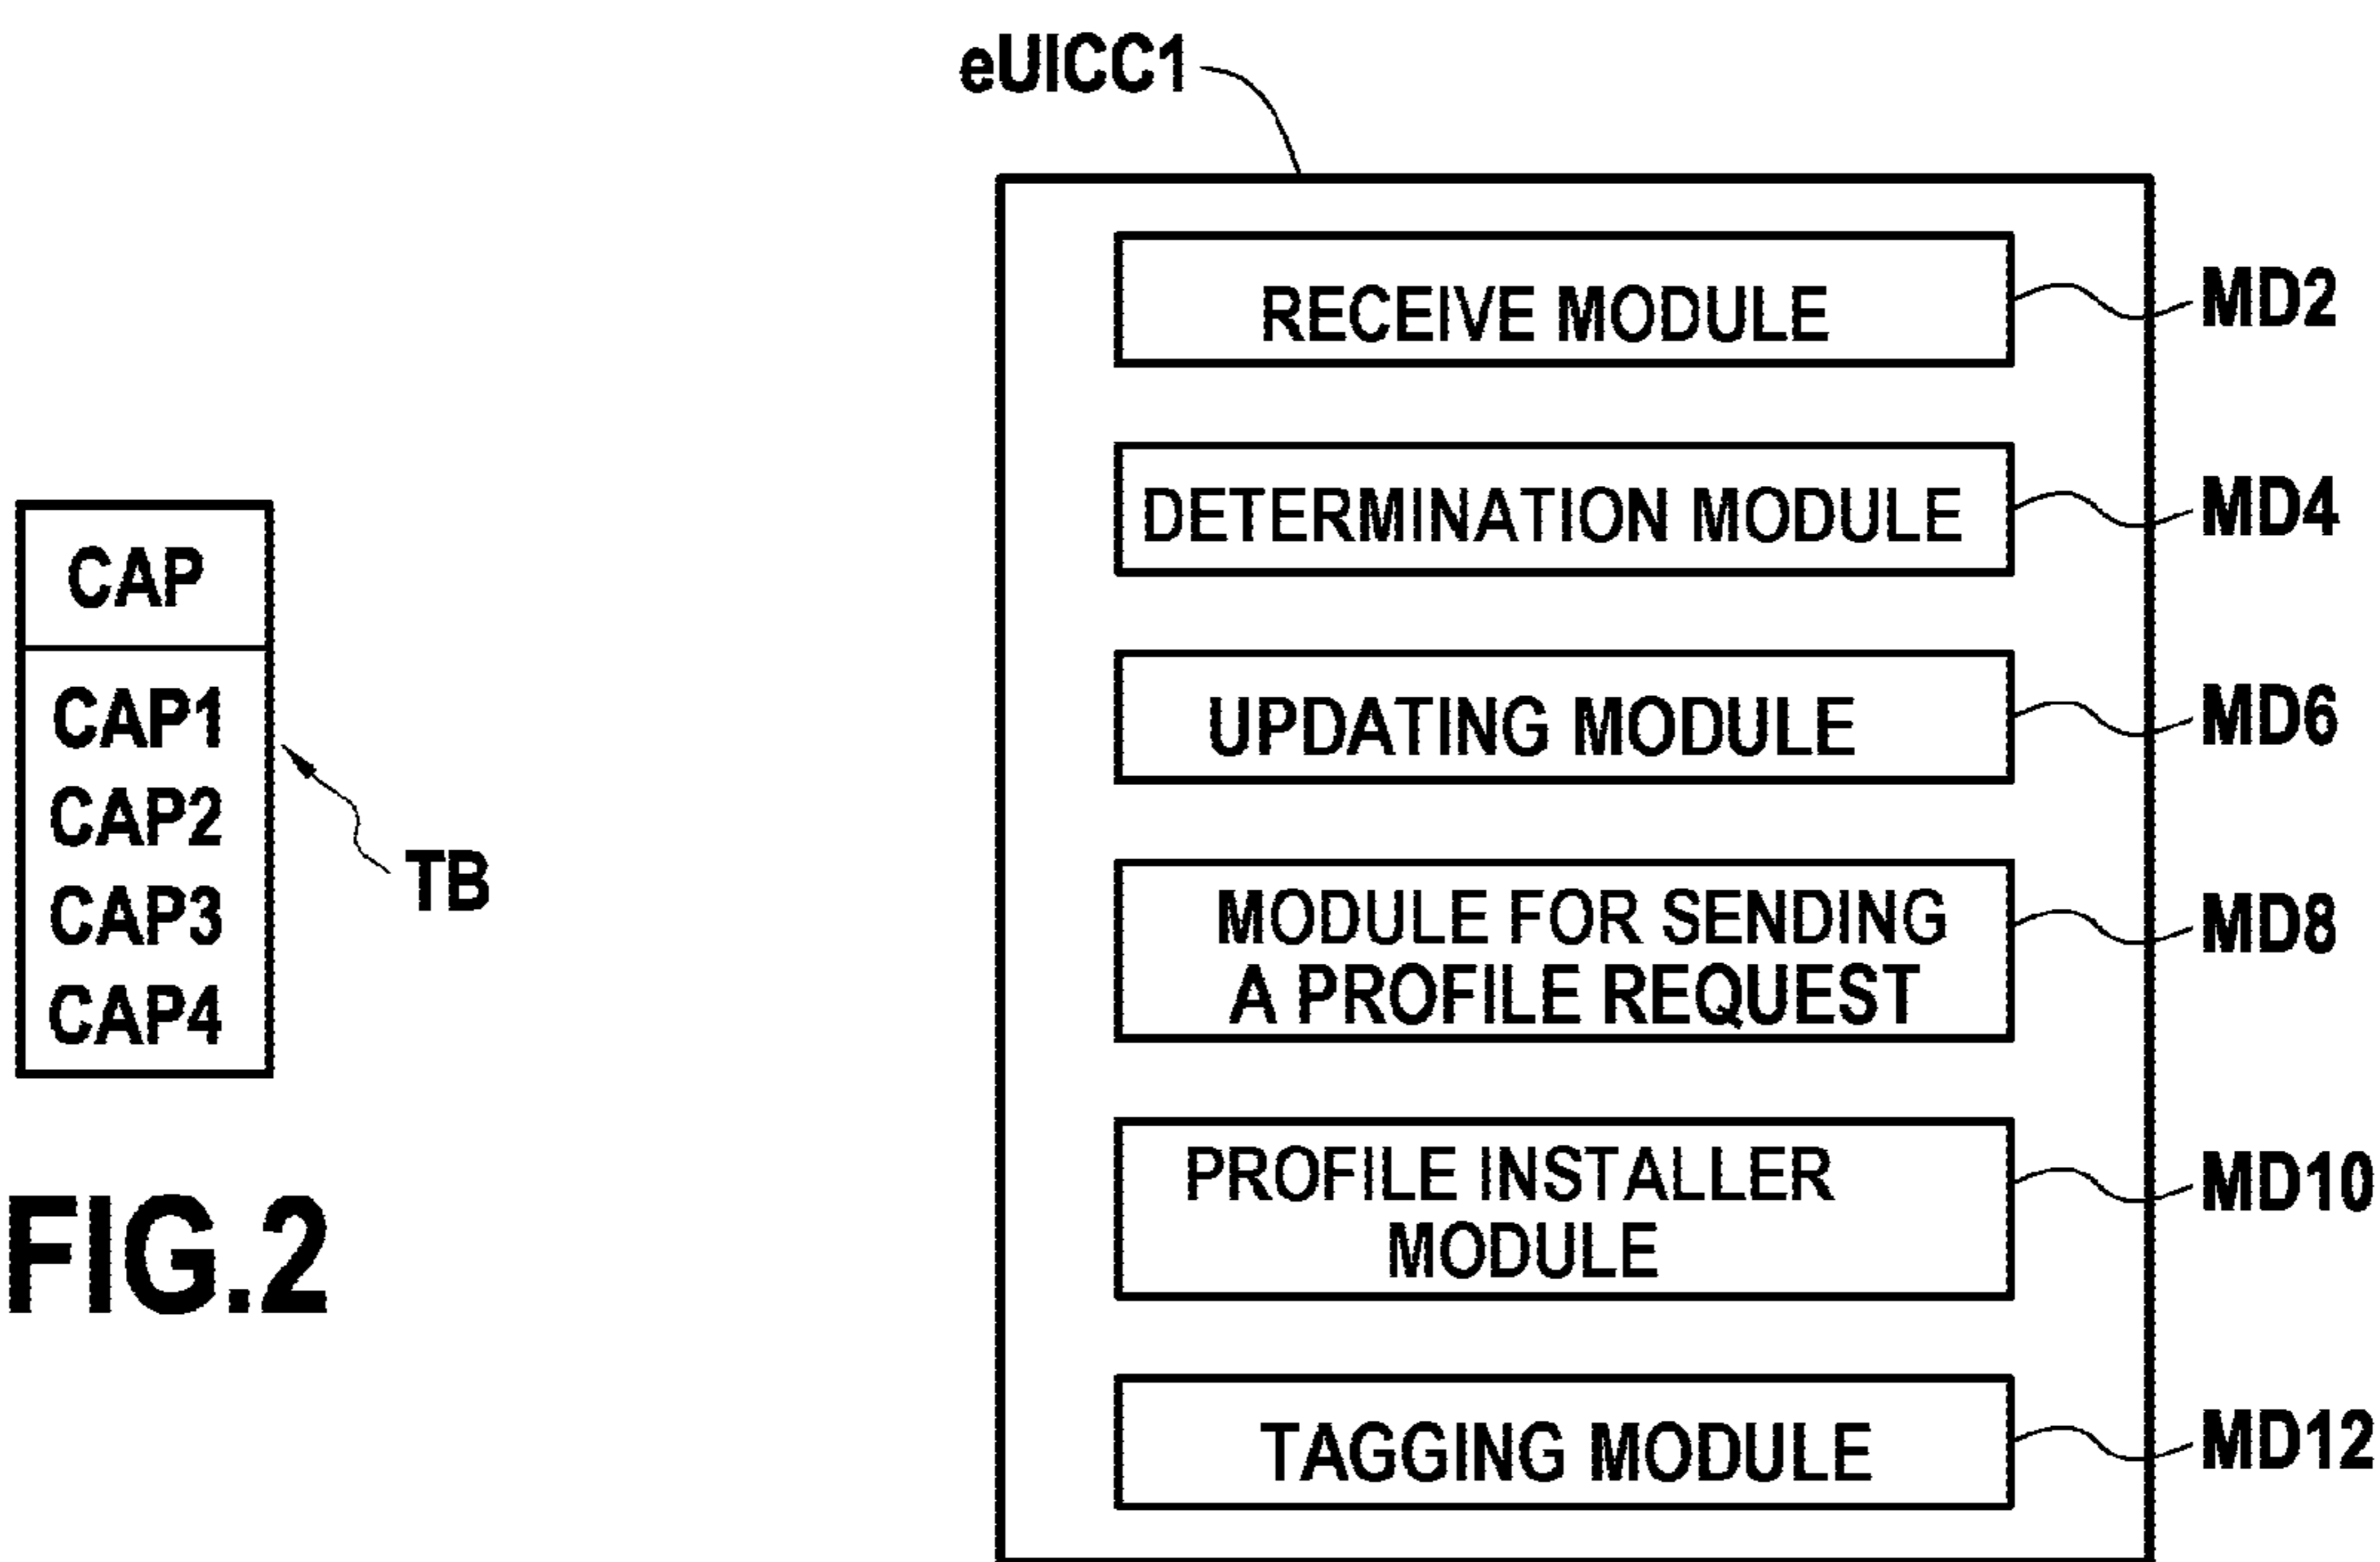 eUICC1
RECEIVE MODULE
MD2
DETERMINATION MODULE
MD4
UPDATING MODULE
MD6
MODULE FOR SENDING
A PROFILE REQUEST
MD8
PROFILE INSTALLER
MODULE
MD10
TAGGING MODULE
MD12
CAP
CAP1
CAP2
CAP3
CAP4
TB
FIG.2